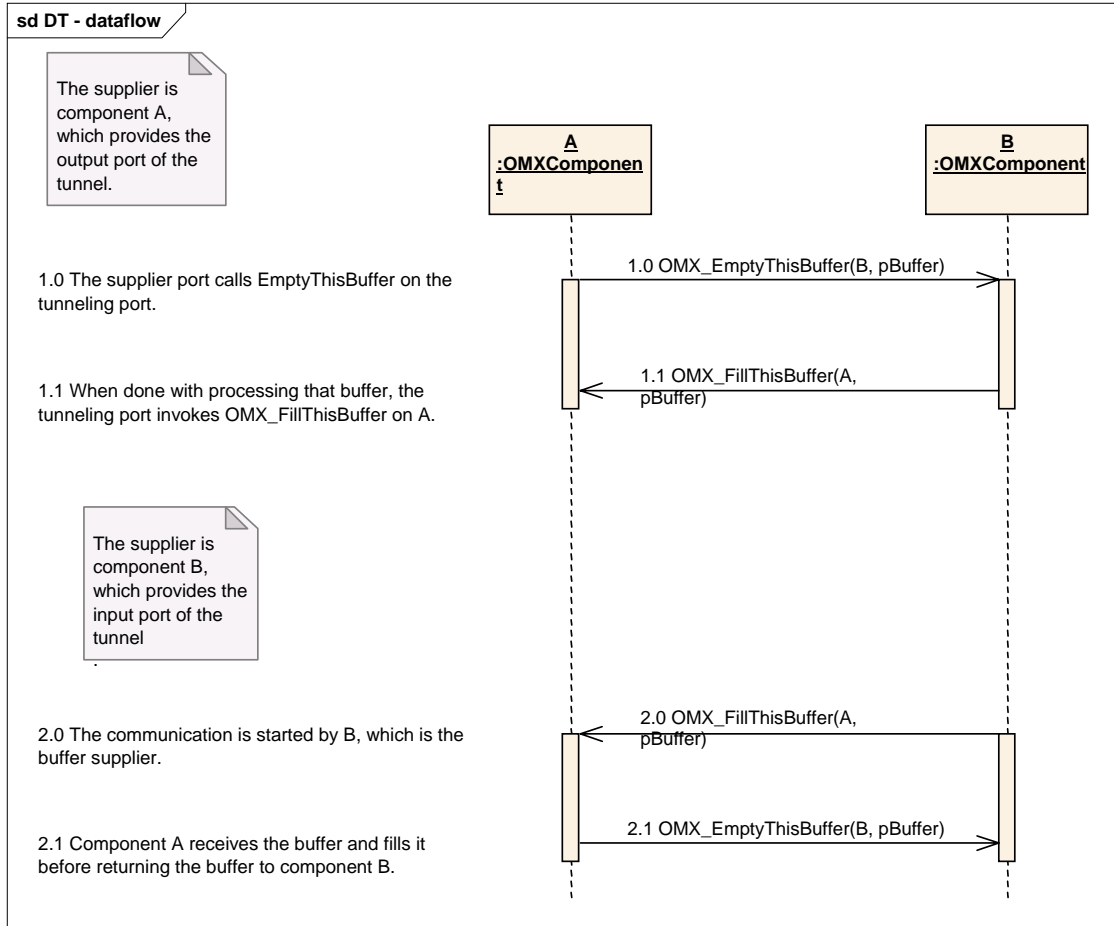 sd DT - dataflow
The supplier is
component A,
which provides the
output port of the
tunnel.
A
:OMXComponen
t
B
:OMXComponent
1.0 The supplier port calls EmptyThisBuffer on the
tunneling port.
1.0 OMX_EmptyThisBuffer(B, pBuffer)
1.1 When done with processing that buffer, the
tunneling port invokes OMX_FillThisBuffer on A.
1.1 OMX_FillThisBuffer(A,
pBuffer)
The supplier is
component B,
which provides the
input port of the
tunnel
.
2.0 The communication is started by B, which is the
buffer supplier.
2.0 OMX_FillThisBuffer(A,
pBuffer)
2.1 Component A receives the buffer and fills it
before returning the buffer to component B.
2.1 OMX_EmptyThisBuffer(B, pBuffer)